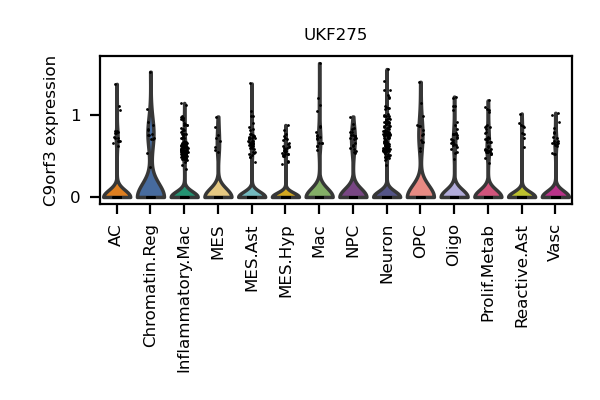 UKF275
C9orf3 expression
1
0
AC
Chromatin.Reg
Inflammatory.Mac
MES
MES.Ast
MES.Hyp
Mac
NPC
Neuron
OPC
Oligo
Prolif.Metab
Reactive.Ast
Vasc